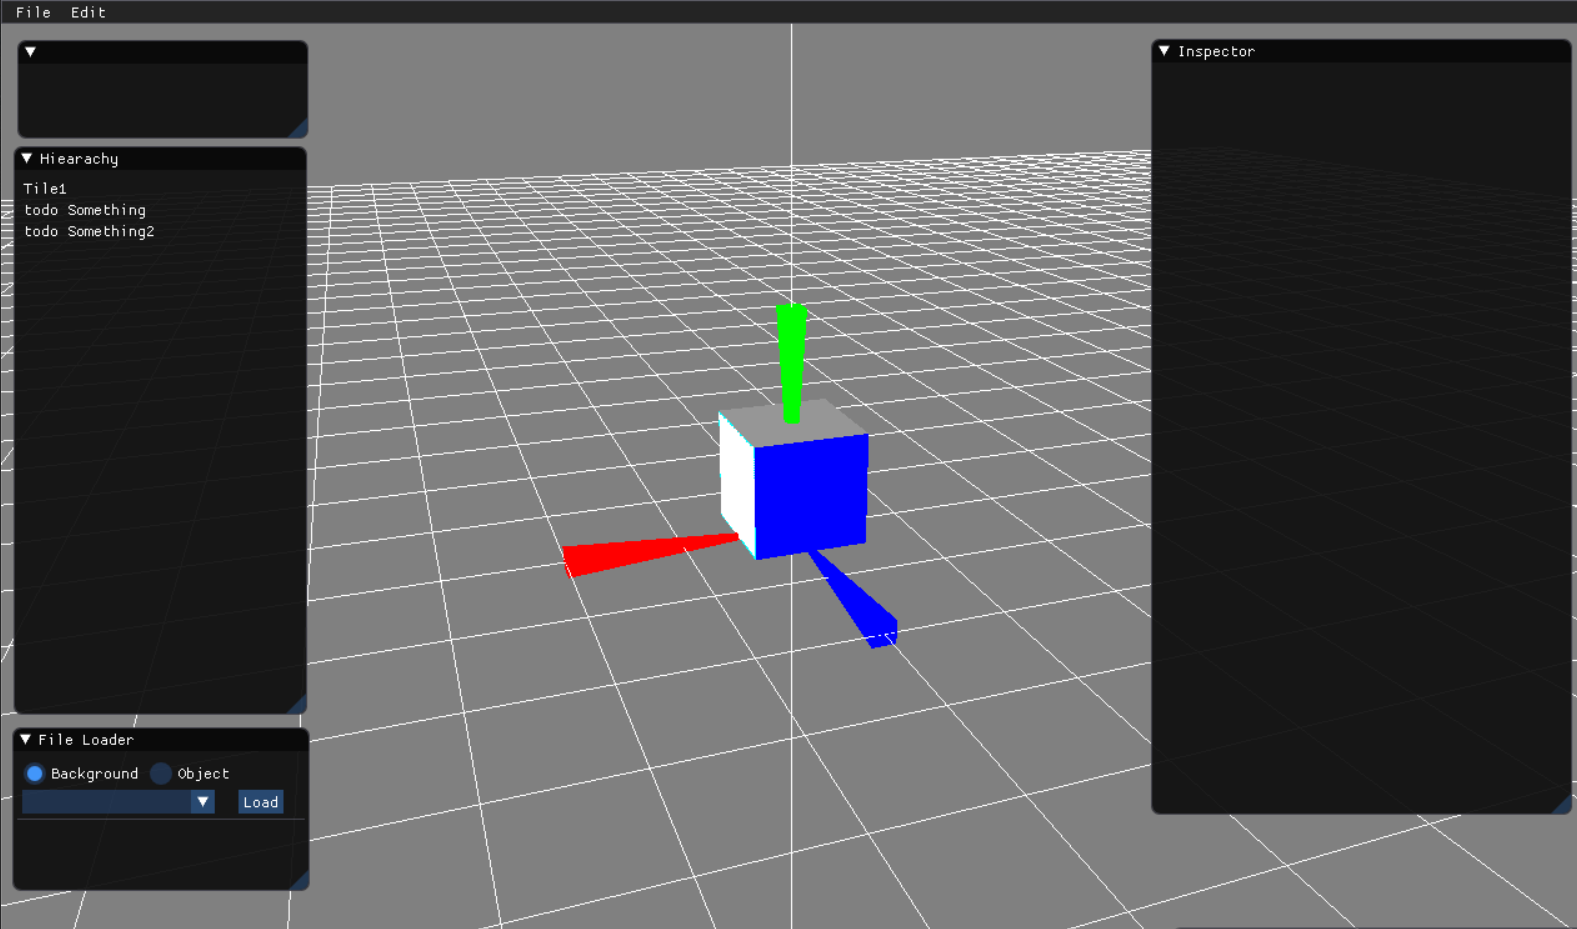 File Edit
Hiearachy
Tile1
todo Something
todo Something2
File Loader
Background Object
Load
Inspector